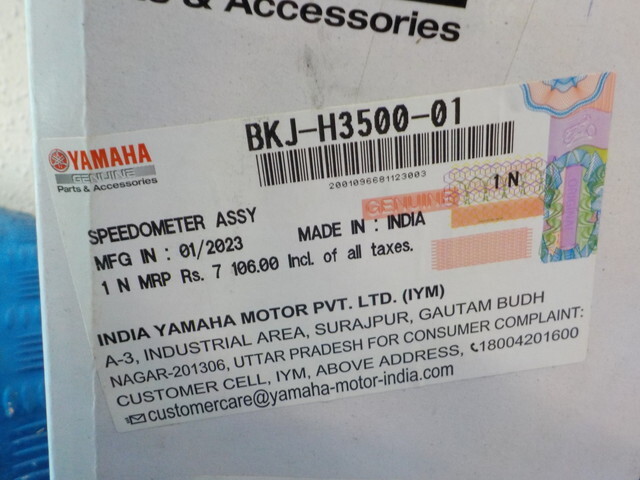 & Accessories
BKJ-H3500-01
2001096681123003
YAMAHA
GENUINE
Parts & Accessories
GENUINE
1 N
SPEEDOMETER ASSY
MFG IN : 01/2023 MADE IN : INDIA
1 N MRP Rs. 7 106.00 Incl. of all taxes.
INDIA YAMAHA MOTOR PVT. LTD. (IYM)
A-3, INDUSTRIAL AREA, SURAJPUR, GAUTAM BUDH
NAGAR-201306, UTTAR PRADESH FOR CONSUMER COMPLAINT:
CUSTOMER CELL, IYM, ABOVE ADDRESS, 18004201600
customercare@yamaha-motor-india.com